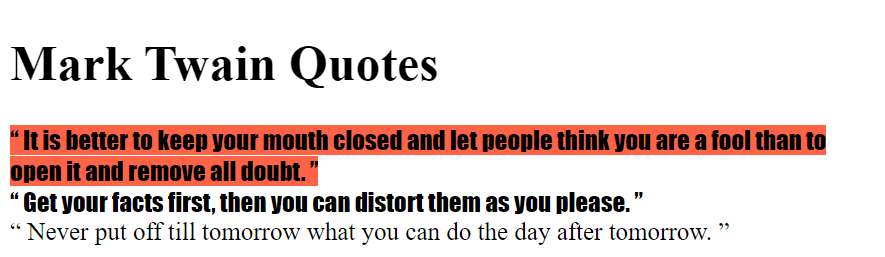 Mark Twain Quotes
“ It is better to keep your mouth closed and let people think you are a fool than to
open it and remove all doubt. ”
“ Get your facts first, then you can distort them as you please. ”
“ Never put off till tomorrow what you can do the day after tomorrow. ”